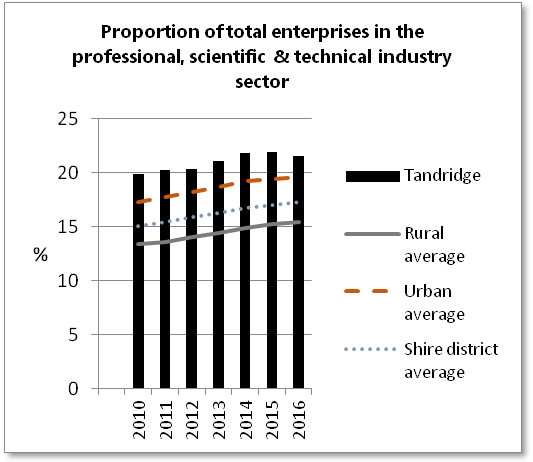 Proportion of total enterprises in the
professional, scientific & technical industry
sector
25
20
15
10
5
0
%
2010
2011
2012
2013
2014
2015
2016
Tandridge
Rural
average
Urban
average
Shire district
average